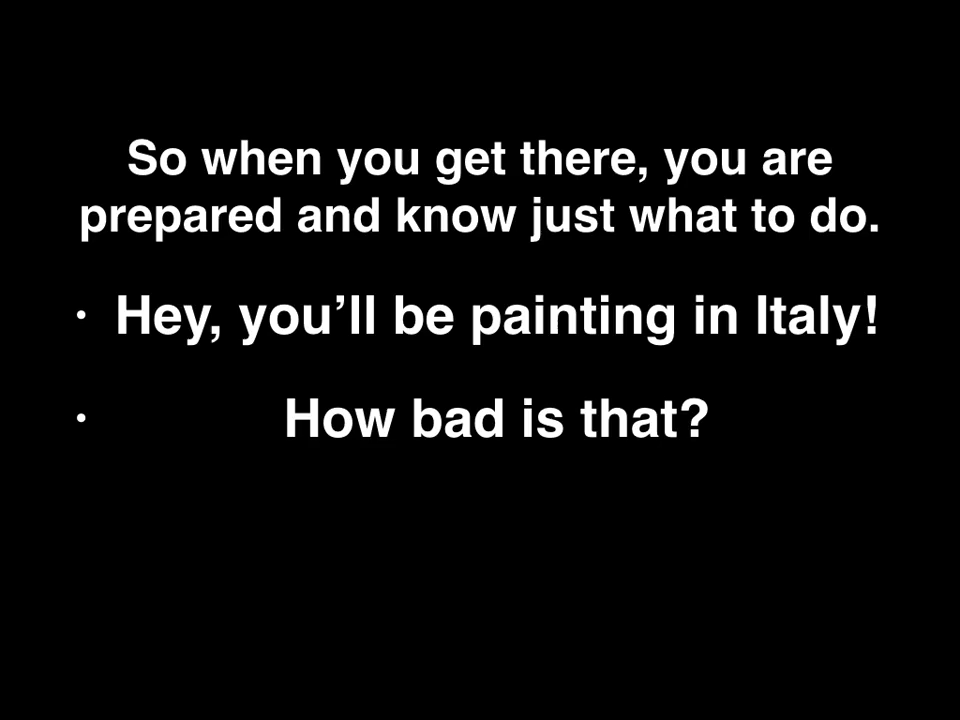 So when you get there, you are
prepared and know just what to do.
• Hey, you’ll be painting in Italy!
• How bad is that?